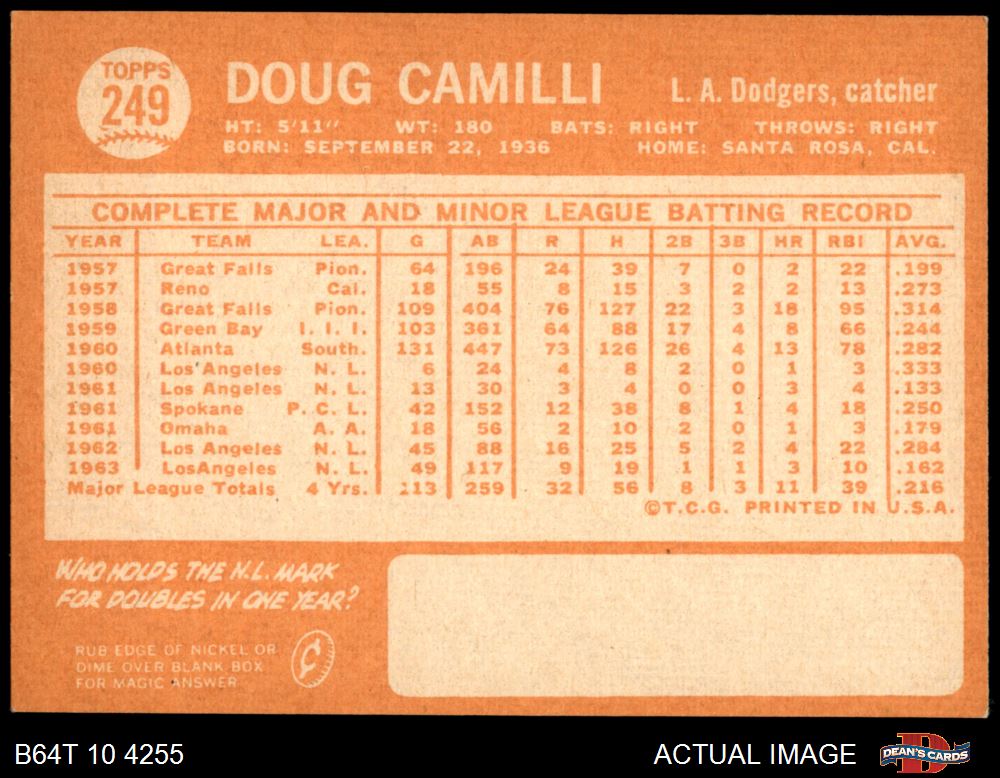 TOPPS
249
DOUG CAMILLI
L. A. Dodgers, catcher
HT: 5'11" WT: 180 BATS: RIGHT THROWS: RIGHT
BORN: SEPTEMBER 22, 1936 HOME: SANTA ROSA, CAL.
COMPLETE MAJOR AND MINOR LEAGUE BATTING RECORD
YEAR TEAM LEA. G AB R H 2B 3B HR RBI AVG.
1957 Great Falls Pion. 64 196 24 39 7 0 2 22 .199
1957 Reno Cal. 18 55 8 15 3 2 2 13 .273
1958 Great Falls Pion. 109 404 76 127 22 3 18 95 .314
1959 Green Bay I. I. I. 103 361 64 88 17 4 8 66 .244
1960 Atlanta South. 131 447 73 126 26 4 13 78 .282
1960 Los Angeles N. L. 6 24 4 8 2 0 1 3 .333
1961 Los Angeles N. L. 13 30 3 4 0 0 3 4 .133
1961 Spokane P. C. L. 42 152 12 38 8 1 4 18 .250
1961 Omaha A. A. 18 56 2 10 2 0 1 3 .179
1962 Los Angeles N. L. 45 88 16 25 5 2 4 22 .284
1963 LosAngeles N. L. 49 117 9 19 1 1 3 10 .162
Major League Totals 4 Yrs. 113 259 32 56 8 3 11 39 .216
©T.C.G. PRINTED IN U.S.A.
WHO HOLDS THE N.L. MARK
FOR DOUBLES IN ONE YEAR?
RUB EDGE OF NICKEL OR
DIME OVER BLANK BOX
FOR MAGIC ANSWER
¢
B64T 10 4255 ACTUAL IMAGE DEAN'S CARDS